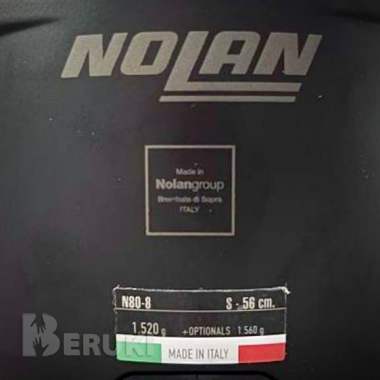 NOLAN
Made in
Nolangroup
Brembate di Sopra
ITALY
N80-8 S - 56 cm.
1.520 g +OPTIONALS 1.560 g
MADE IN ITALY
BERUKI